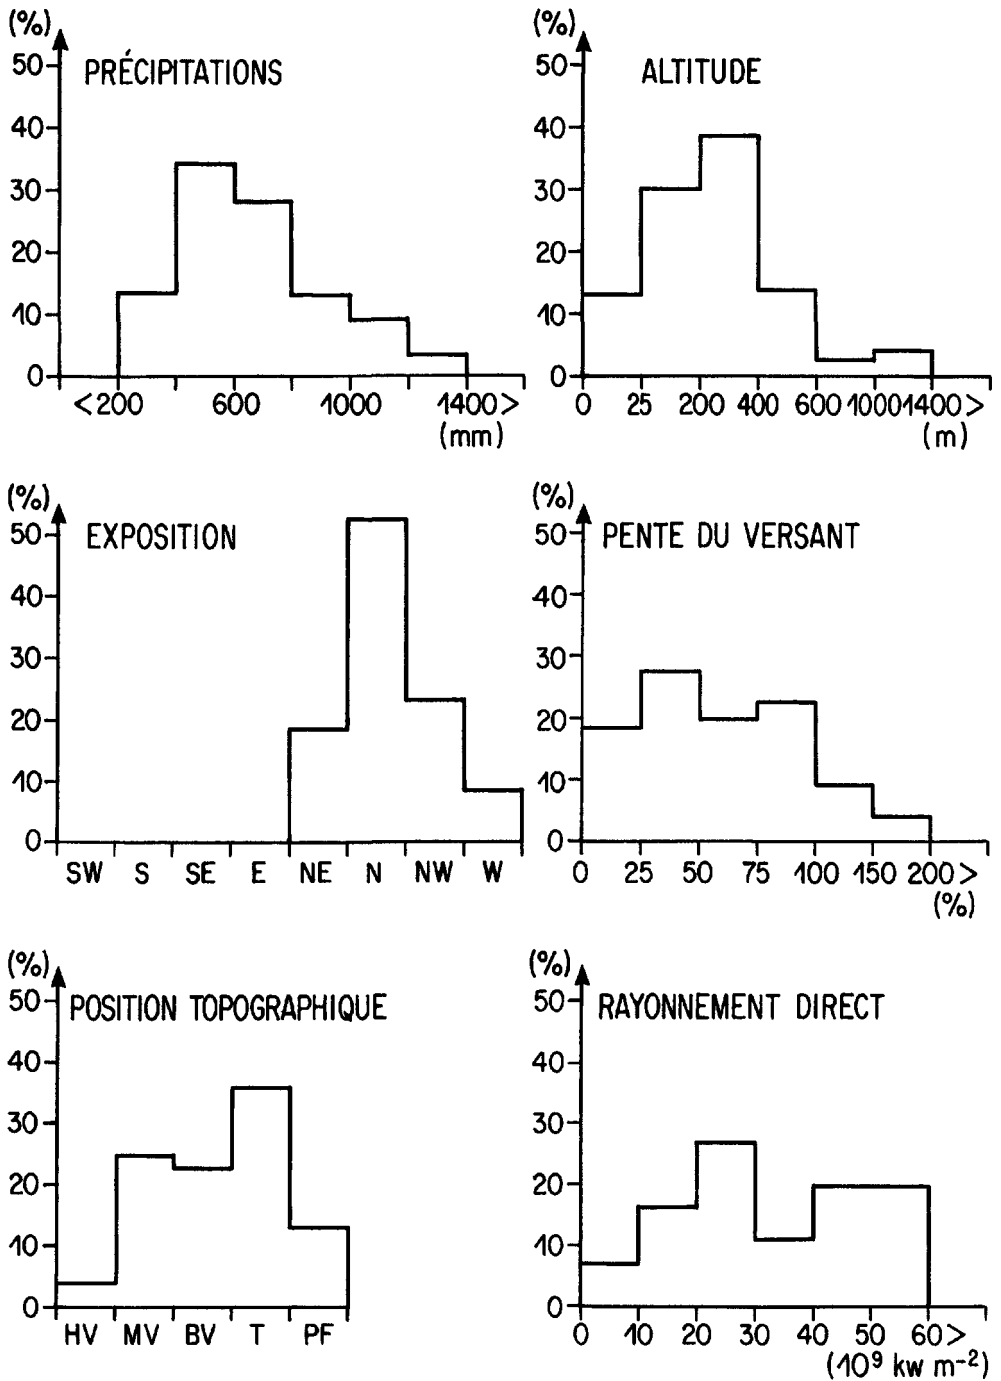 (%)
50
40
30
20
10
0
PRÉCIPITATIONS
<200 600 1000 1400>
(mm)
(%)
50
40
30
20
10
0
ALTITUDE
0 25 200 400 600 1000 1400>
(m)
(%)
50
40
30
20
10
0
EXPOSITION
SW S SE E NE N NW W
(%)
50
40
30
20
10
0
PENTE DU VERSANT
0 25 50 75 100 150 200>
(%)
(%)
50
40
30
20
10
0
POSITION TOPOGRAPHIQUE
HV MV BV T PF
(%)
50
40
30
20
10
0
RAYONNEMENT DIRECT
0 10 20 30 40 50 60>
(10⁹ kw m⁻²)